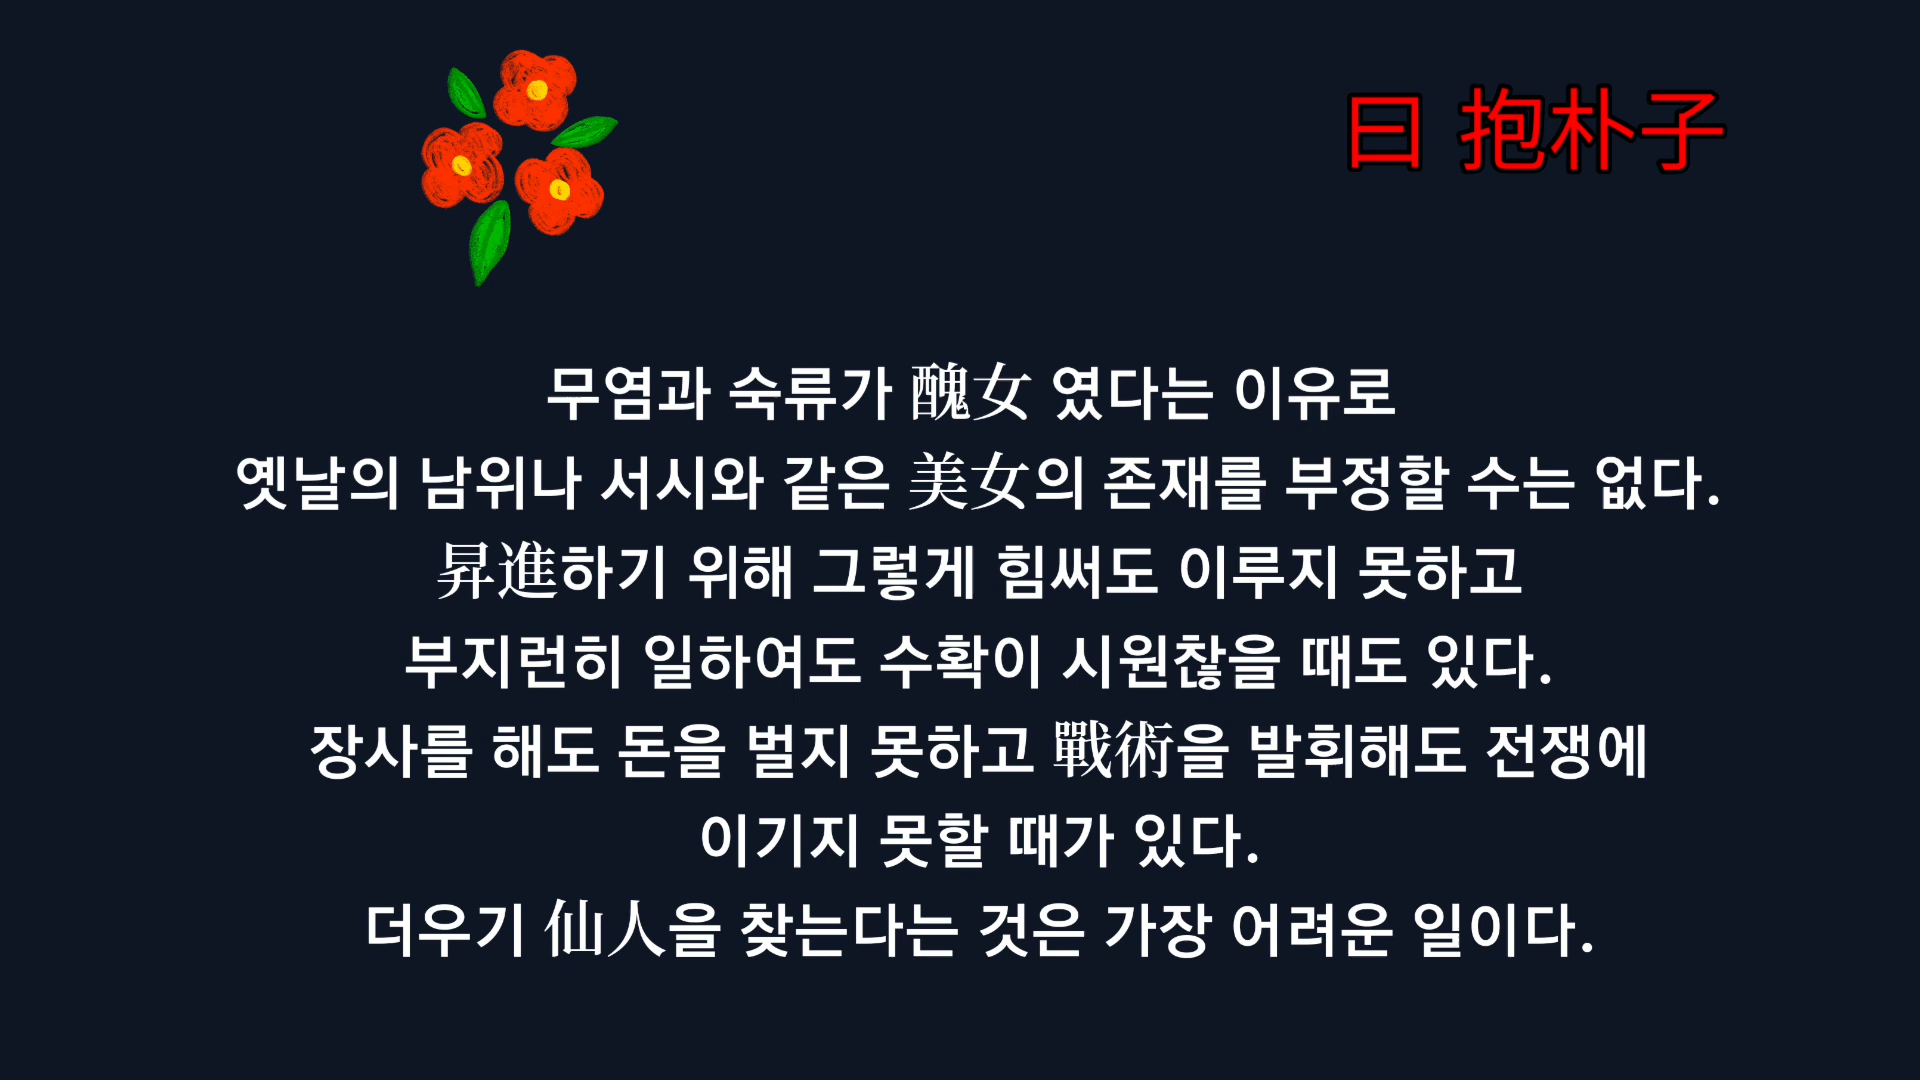 曰 抱朴子
무염과 숙류가 醜女 였다는 이유로
옛날의 남위나 서시와 같은 美女의 존재를 부정할 수는 없다.
昇進하기 위해 그렇게 힘써도 이루지 못하고
부지런히 일하여도 수확이 시원찮을 때도 있다.
장사를 해도 돈을 벌지 못하고 戰術을 발휘해도 전쟁에
이기지 못할 때가 있다.
더우기 仙人을 찾는다는 것은 가장 어려운 일이다.